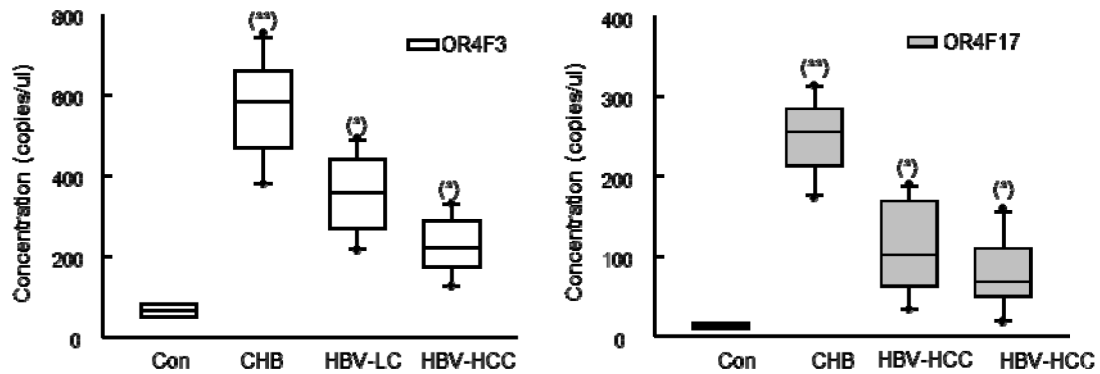 800
600
400
200
0
Concentration (copies/ul)
OR4F3
(**)
(*)
(*)
Con CHB HBV-LC HBV-HCC
400
300
200
100
0
Concentration (copies/ul)
OR4F17
(**)
(*)
(*)
Con CHB HBV-HCC HBV-HCC